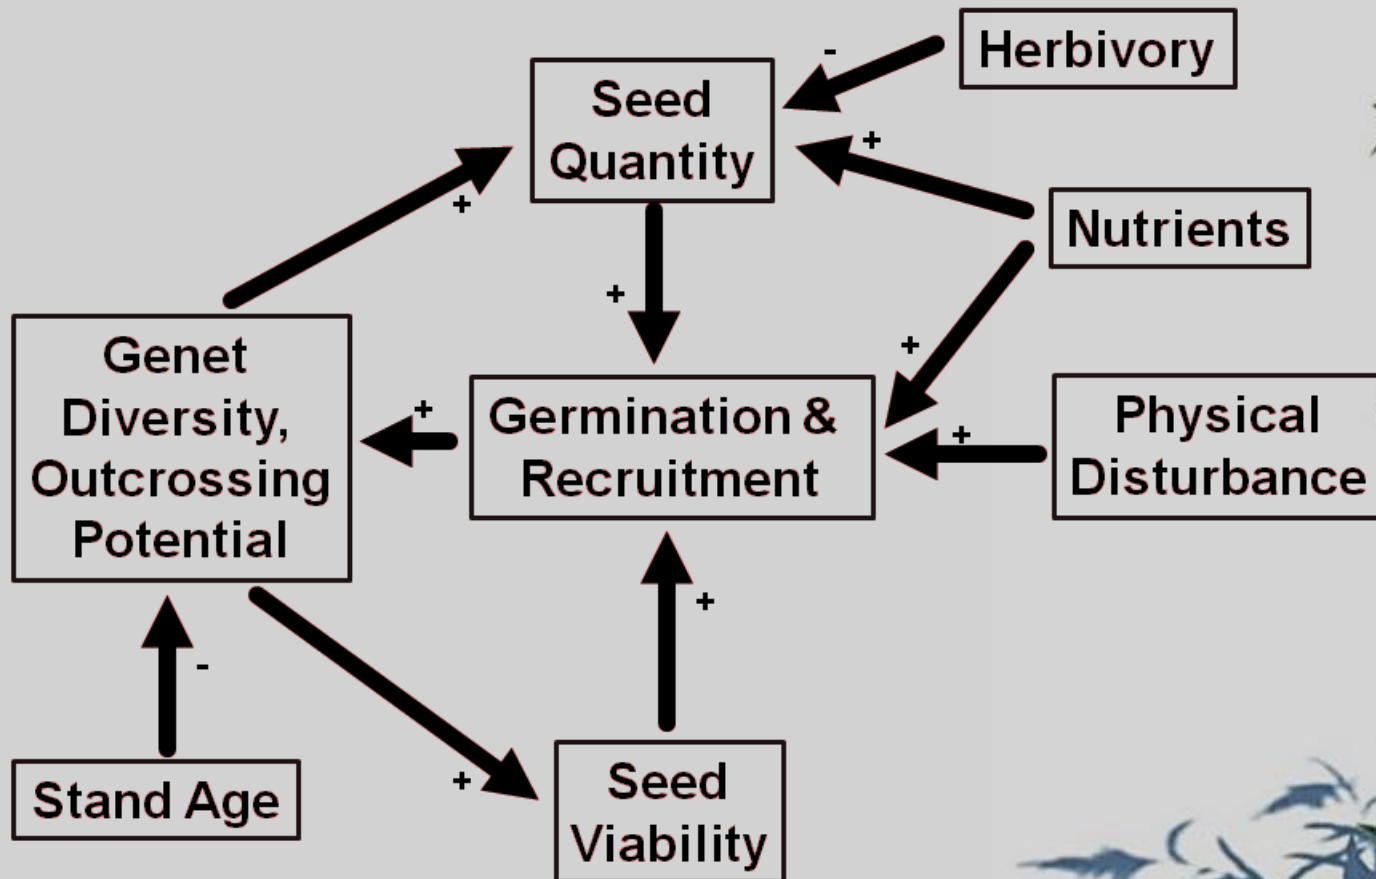 Herbivory
-
Seed
Quantity
+
+
Nutrients
+
+
Genet
Diversity,
Outcrossing
Potential
+
Germination &
Recruitment
+
Physical
Disturbance
+
-
+
Stand Age
Seed
Viability